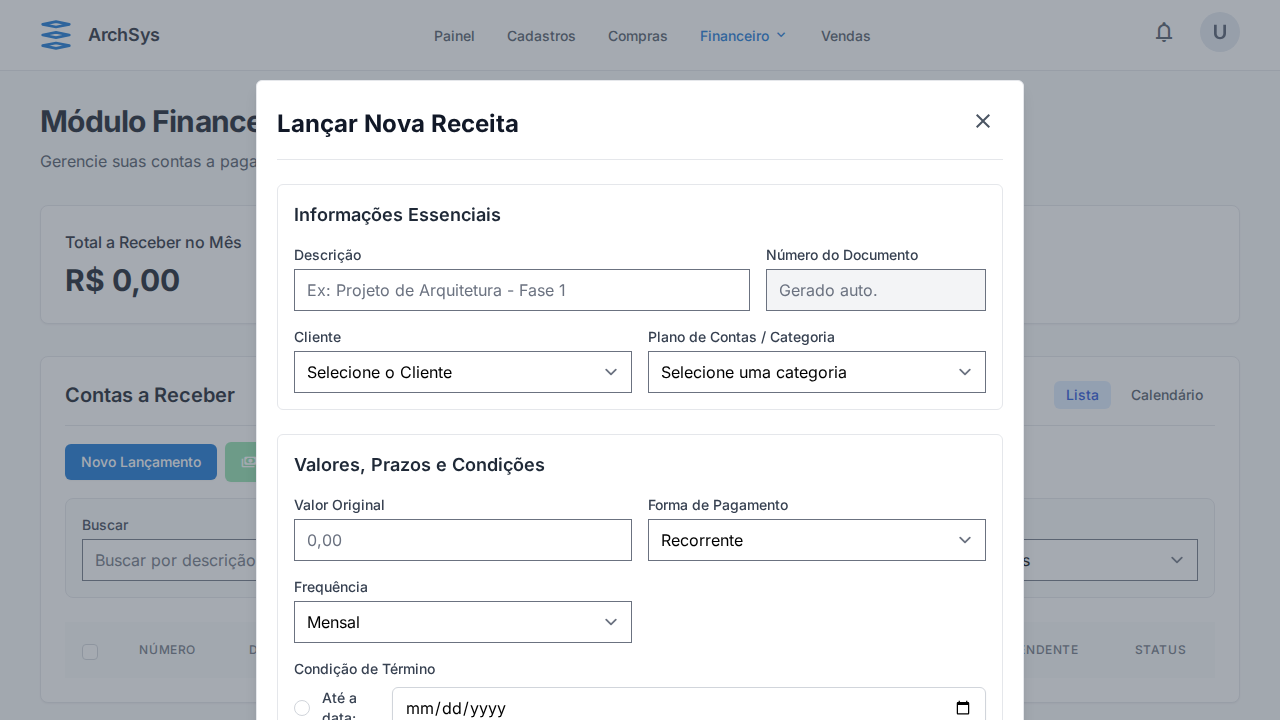 ArchSys
Painel
Cadastros
Compras
Financeiro
Vendas
U
Módulo Finance
Gerencie suas contas a paga
Total a Receber no Mês
R$ 0,00
Contas a Receber
Lista
Calendário
Novo Lançamento
Buscar
Buscar por descrição
s
NÚMERO
D
ENDENTE
STATUS
Lançar Nova Receita
Informações Essenciais
Descrição
Número do Documento
Ex: Projeto de Arquitetura - Fase 1
Gerado auto.
Cliente
Plano de Contas / Categoria
Selecione o Cliente
Selecione uma categoria
Valores, Prazos e Condições
Valor Original
Forma de Pagamento
0,00
Recorrente
Frequência
Mensal
Condição de Término
Até a
data:
mm/dd/yyyy